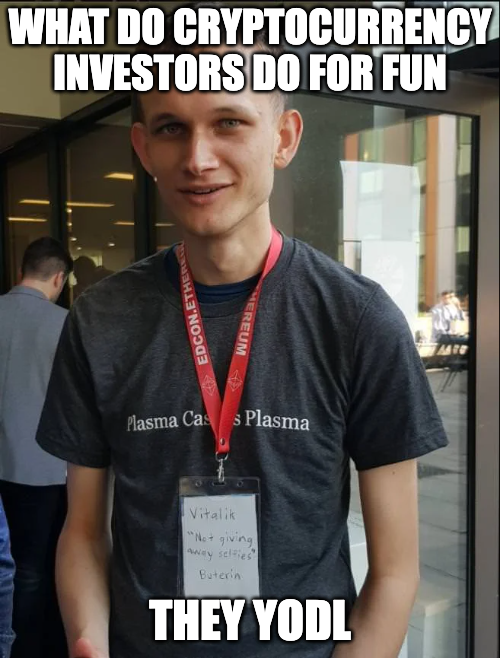 WHAT DO CRYPTOCURRENCY
INVESTORS DO FOR FUN
EDCON.ETHEREUM
HEREUM
Plasma Cas s Plasma
Vitalik
"Not giving
away selfies"
Buterin
THEY YODL